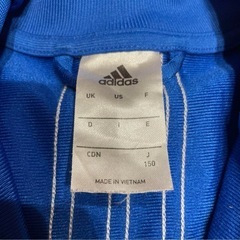 adidas
UK US F
D I E
CDN J
150
MADE IN VIETNAM